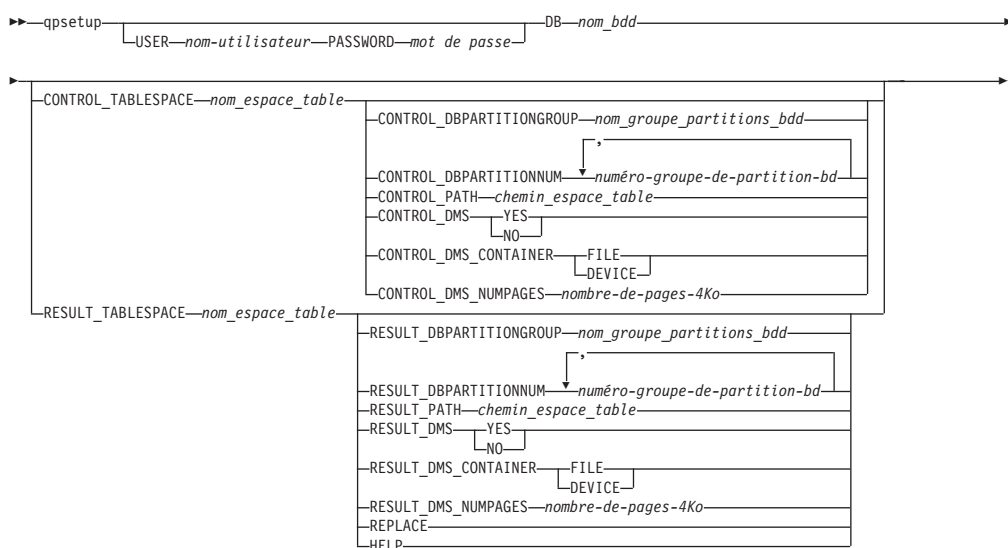 qpsetup DB nom_bdd
USER nom-utilisateur PASSWORD mot de passe
CONTROL_TABLESPACE nom_espace_table
CONTROL_DBPARTITIONGROUP nom_groupe_partitions_bdd
,
CONTROL_DBPARTITIONNUM numéro-groupe-de-partition-bd
CONTROL_PATH chemin_espace_table
CONTROL_DMS YES
NO
CONTROL_DMS_CONTAINER FILE
DEVICE
CONTROL_DMS_NUMPAGES nombre-de-pages-4Ko
RESULT_TABLESPACE nom_espace_table
RESULT_DBPARTITIONGROUP nom_groupe_partitions_bdd
,
RESULT_DBPARTITIONNUM numéro-groupe-de-partition-bd
RESULT_PATH chemin_espace_table
RESULT_DMS YES
NO
RESULT_DMS_CONTAINER FILE
DEVICE
RESULT_DMS_NUMPAGES nombre-de-pages-4Ko
REPLACE
HELP